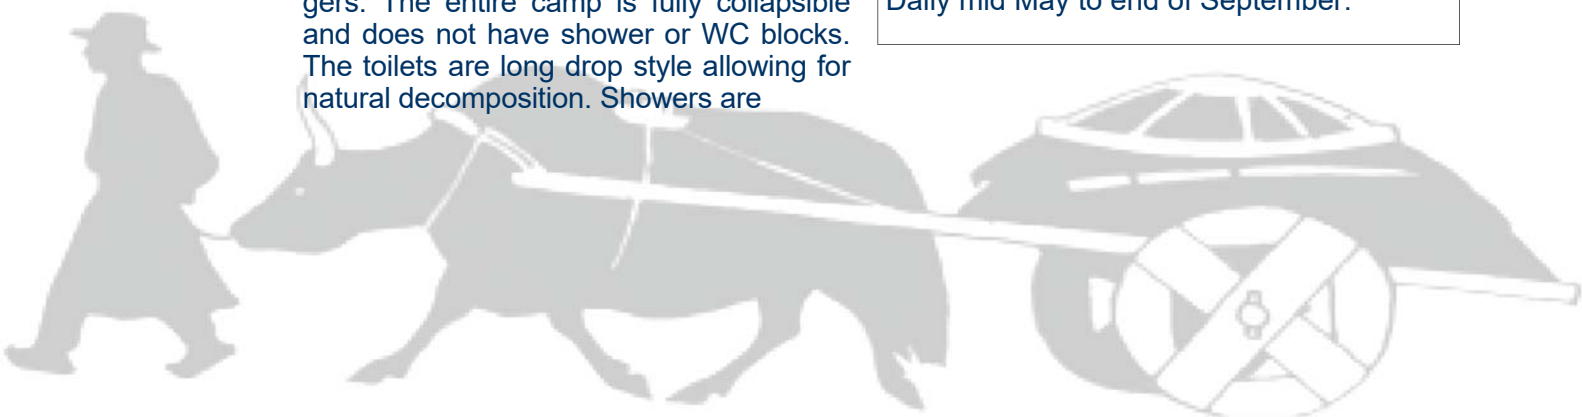 gers. The entire camp is fully collapsible
and does not have shower or WC blocks.
The toilets are long drop style allowing for
natural decomposition. Showers are
Daily mid May to end of September.